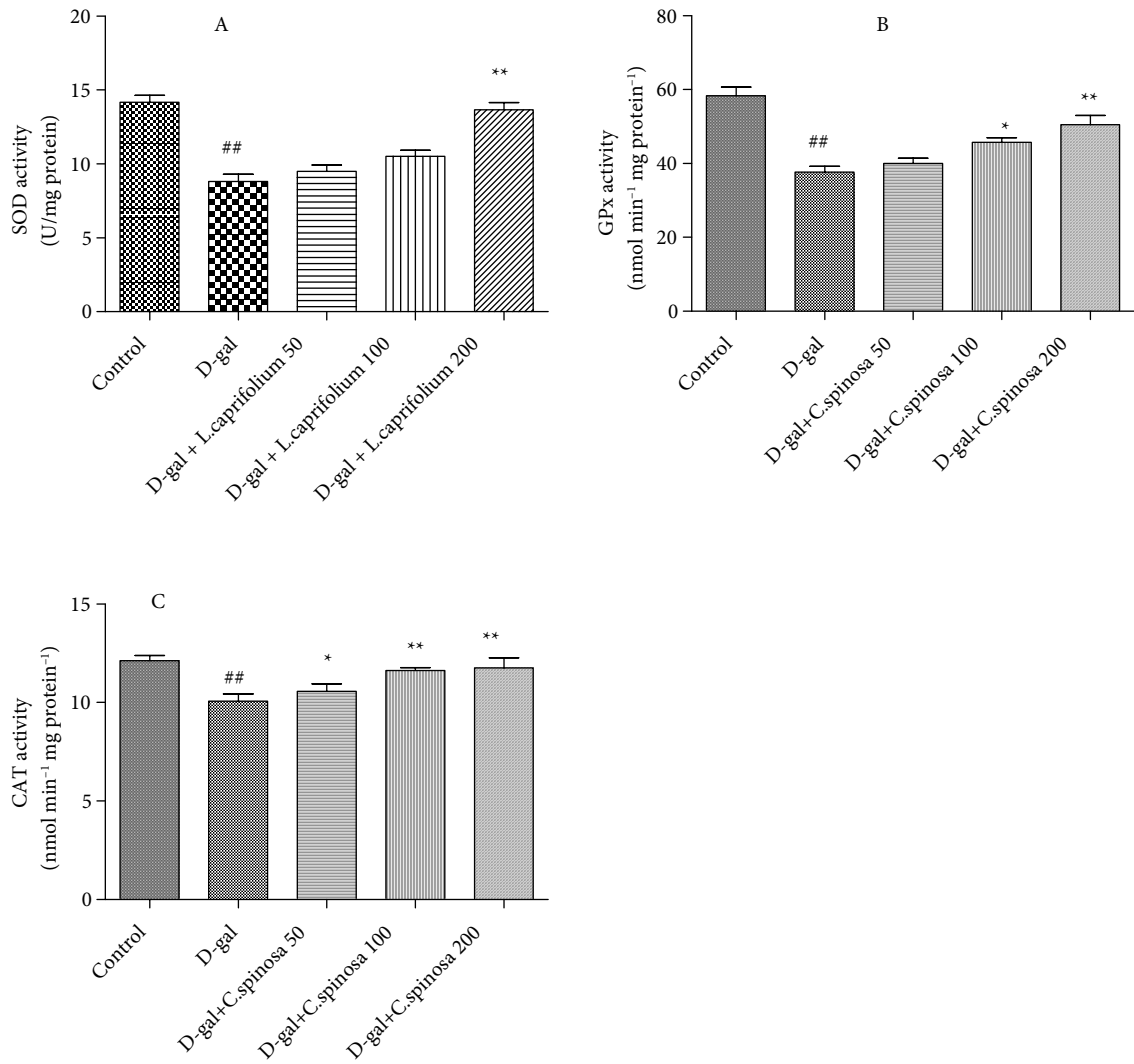 A
SOD activity
(U/mg protein)
20
15
10
5
0
##
**
Control
D-gal
D-gal + L.caprifolium 50
D-gal + L.caprifolium 100
D-gal + L.caprifolium 200
B
GPx activity
(nmol min⁻¹ mg protein⁻¹)
80
60
40
20
0
##
*
**
Control
D-gal
D-gal+C.spinosa 50
D-gal+C.spinosa 100
D-gal+C.spinosa 200
C
CAT activity
(nmol min⁻¹ mg protein⁻¹)
15
10
5
0
##
*
**
**
Control
D-gal
D-gal+C.spinosa 50
D-gal+C.spinosa 100
D-gal+C.spinosa 200